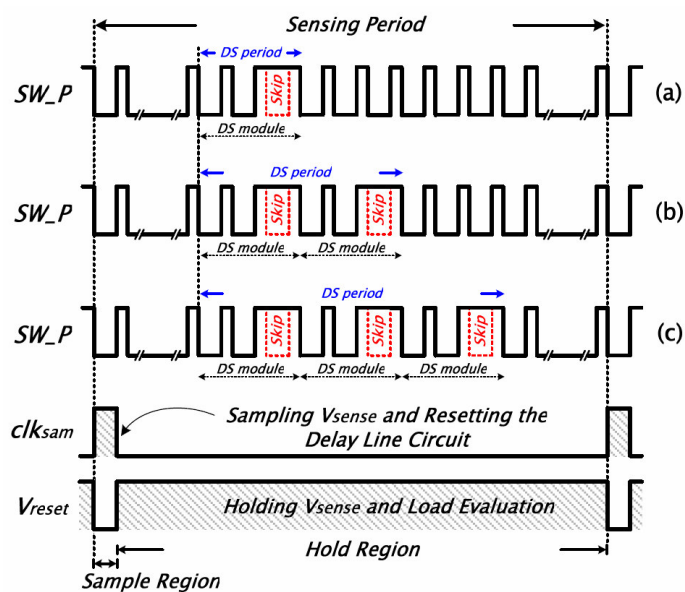 Sensing Period
DS period
SW_P
Skip
(a)
DS module
DS period
SW_P
Skip
Skip
(b)
DS module
DS module
DS period
SW_P
Skip
Skip
Skip
(c)
DS module
DS module
DS module
clksam
Sampling Vsense and Resetting the
Delay Line Circuit
Vreset
Holding Vsense and Load Evaluation
Hold Region
Sample Region